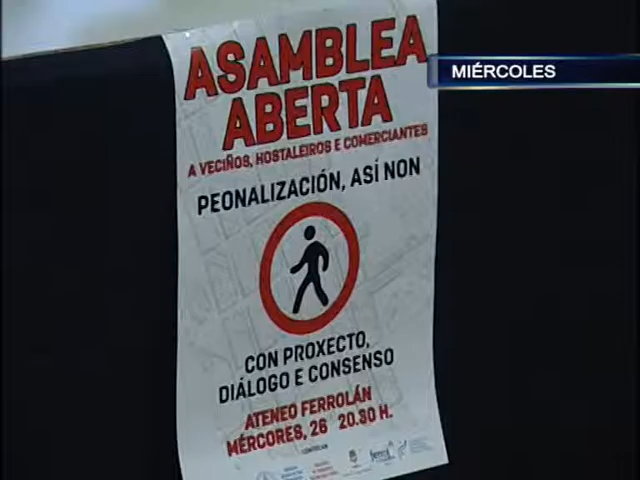 ASAMBLEA
ABERTA
A VECIÑOS, HOSTALEIROS E COMERCIANTES
PEONALIZACIÓN, ASÍ NON
CON PROXECTO,
DIÁLOGO E CONSENSO
ATENEO FERROLÁN
MÉRCORES, 26 20.30 H.
MIÉRCOLES